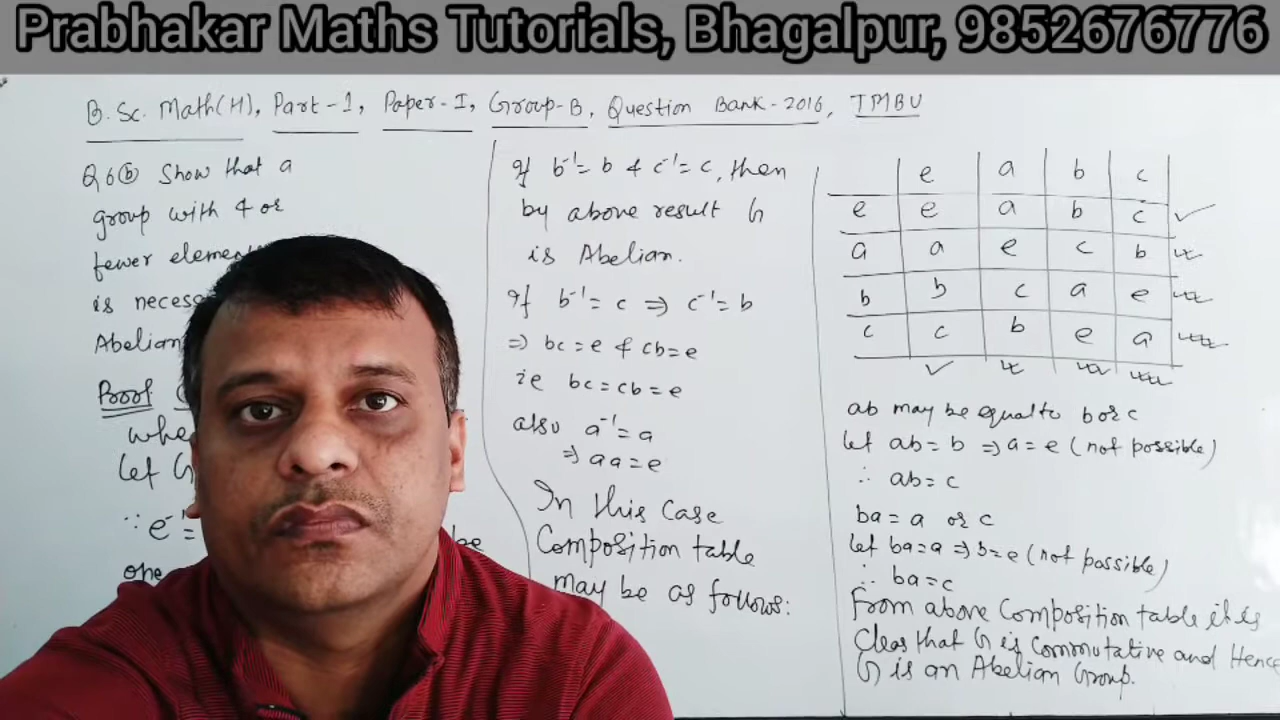 Prabhakar Maths Tutorials, Bhagalpur, 9852676776
B.Sc. Math(H), Part-1, Paper-I, Group-B, Question Bank-2016, TMBU
Q6(b) Show that a
group with 4 or
fewer
is
Abelian
Proof
Let G
∵ e⁻¹=
be
one
If b⁻¹=b & c⁻¹=c, then
by above result G
is Abelian.
If b⁻¹=c ⇒ c⁻¹=b
⇒ bc=e & cb=e
ie bc=cb=e
also a⁻¹=a
⇒ aa=e
In this case
Composition table
may be as follows:
e a b c
e e a b c ✓
a a e c b
b b c a e
c c b e a
✓
ab may be equal to b or c
let ab=b ⇒ a=e (not possible)
∴ ab=c
ba=a or c
let ba=a ⇒ b=e (not possible)
∴ ba=c
From above Composition table it is
clear that G is commutative and Hence
G is an Abelian Group.